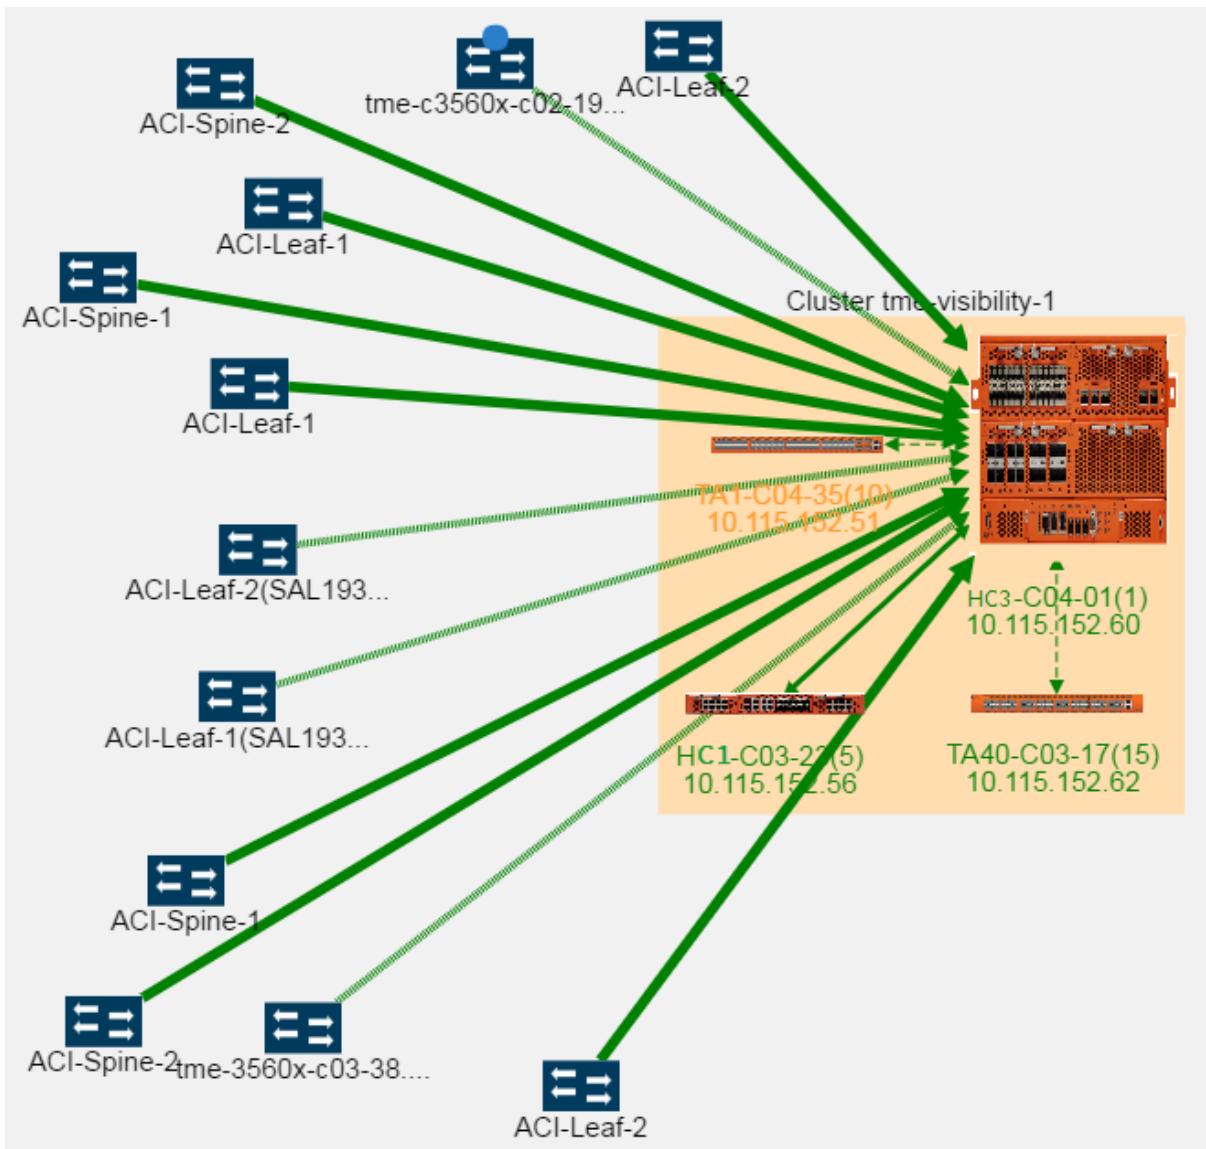 ACI-Leaf-2
tme-c3560x-c02-19...
ACI-Spine-2
ACI-Leaf-1
ACI-Spine-1
Cluster tme-visibility-1
ACI-Leaf-1
TA1-C04-35(10)
10.115.152.51
ACI-Leaf-2(SAL193...
HC3-C04-01(1)
10.115.152.60
ACI-Leaf-1(SAL193...
HC1-C03-22(5)
10.115.152.56
TA40-C03-17(15)
10.115.152.62
ACI-Spine-1
ACI-Spine-2
tme-3560x-c03-38....
ACI-Leaf-2